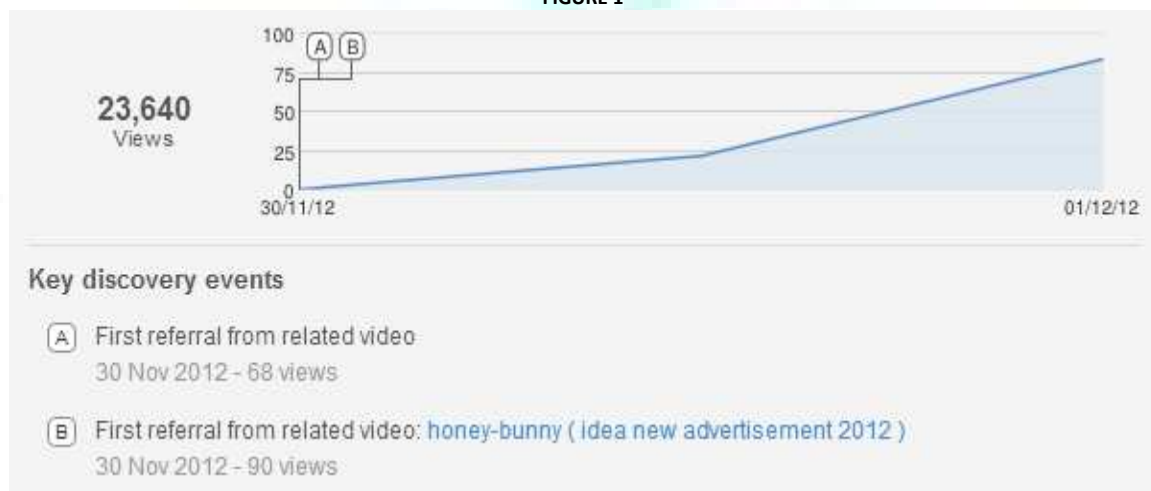 FIGURE 1
100
A B
75
23,640
Views
50
25
0
30/11/12 01/12/12
Key discovery events
A First referral from related video
30 Nov 2012 - 68 views
B First referral from related video: honey-bunny ( idea new advertisement 2012 )
30 Nov 2012 - 90 views